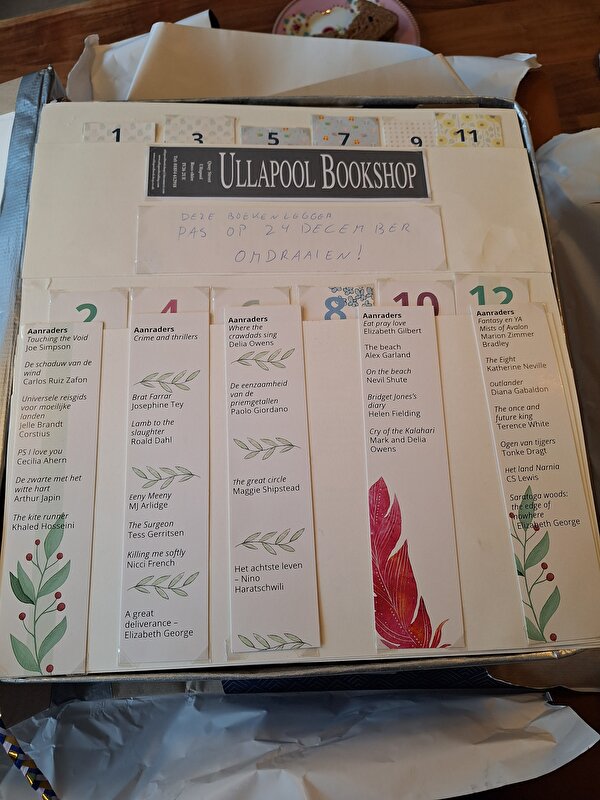 1
3
5
7
9
11
ULLAPOOL BOOKSHOP
Quay Street
Ullapool
Ross-shire
DEZE BOEKENLEGGER
PAS OP 24 DECEMBER
OMDRAAIEN!
2
4
6
8
10
12
Aanraders
Touching the Void
Joe Simpson
De schaduw van de
wind
Carlos Ruiz Zafon
Universele reisgids
voor moeilijke
landen
Jelle Brandt
Corstius
PS I love you
Cecilia Ahern
De zwarte met het
witte hart
Arthur Japin
The kite runner
Khaled Hosseini
Aanraders
Crime and thrillers
Brat Farrar
Josephine Tey
Lamb to the
slaughter
Roald Dahl
Eeny Meeny
MJ Arlidge
The Surgeon
Tess Gerritsen
Killing me softly
Nicci French
A great
deliverance –
Elizabeth George
Aanraders
Where the
crawdads sing
Delia Owens
De eenzaamheid
van de
priemgetallen
Paolo Giordano
The great circle
Maggie Shipstead
Het achtste leven
– Nino
Haratschwili
Aanraders
Eat pray love
Elizabeth Gilbert
The beach
Alex Garland
On the beach
Nevil Shute
Bridget Jones's
diary
Helen Fielding
Cry of the Kalahari
Mark and Delia
Owens
Aanraders
Fantasy en YA
Mists of Avalon
Marion Zimmer
Bradley
The Eight
Katherine Neville
outlander
Diana Gabaldon
The once and
future king
Terence White
Ogen van tijgers
Tonke Dragt
Het land Narnia
CS Lewis
Saratoga woods:
the edge of
nowhere
Elizabeth George